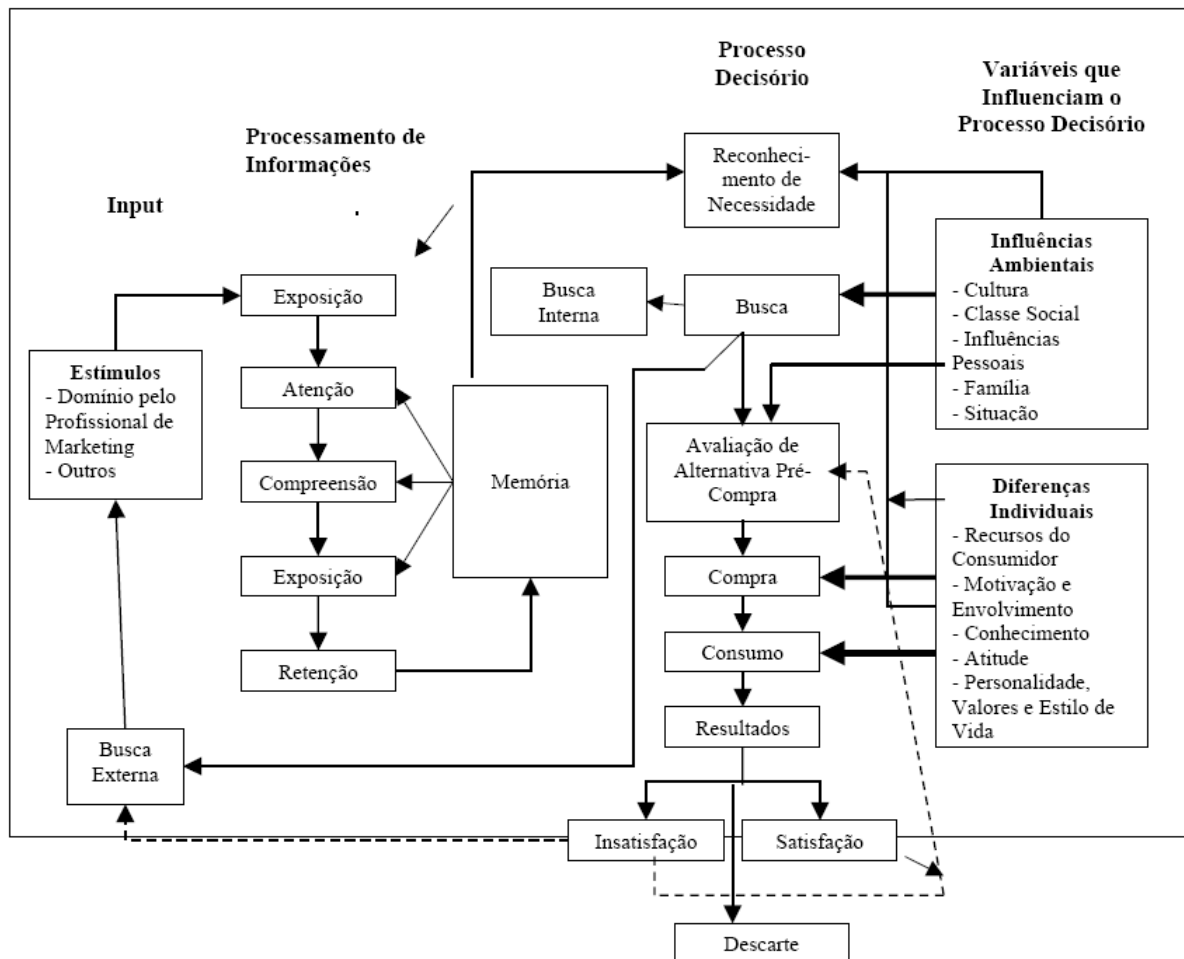 Processo
Decisório
Variáveis que
Influenciam o
Processo Decisório
Processamento de
Informações
Input
Reconheci-
mento de
Necessidade
Influências
Ambientais
- Cultura
- Classe Social
- Influências
Pessoais
- Família
- Situação
Exposição
Busca
Interna
Busca
Estímulos
- Domínio pelo
Profissional de
Marketing
- Outros
Atenção
Compreensão
Exposição
Retenção
Memória
Avaliação de
Alternativa Pré-
Compra
Diferenças
Individuais
- Recursos do
Consumidor
- Motivação e
Envolvimento
- Conhecimento
- Atitude
- Personalidade,
Valores e Estilo de
Vida
Compra
Consumo
Resultados
Busca
Externa
Insatisfação
Satisfação
Descarte